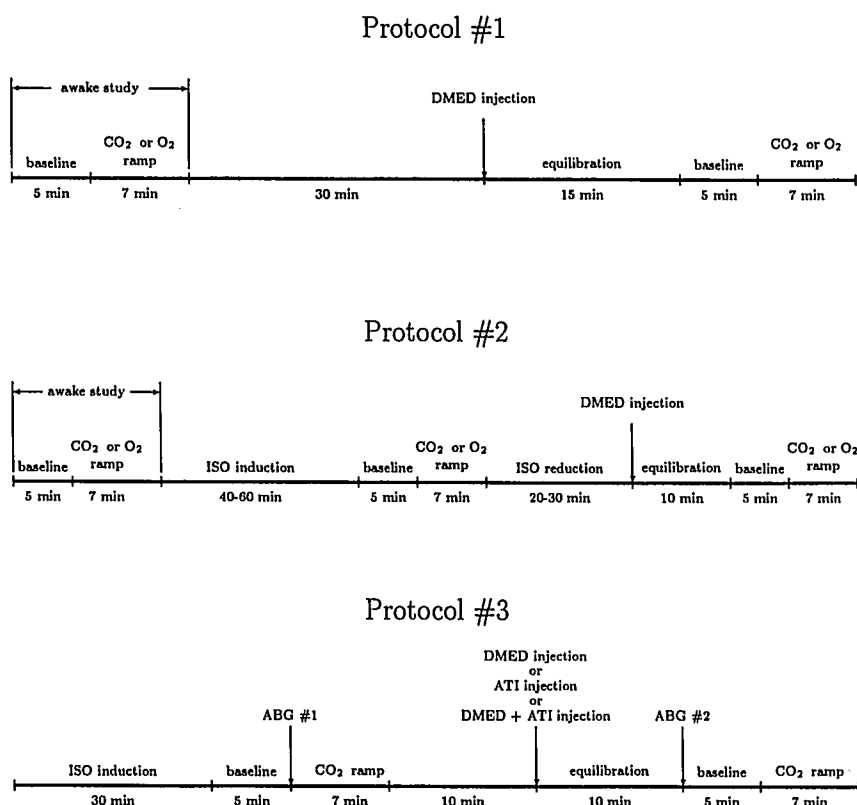 Protocol #1
awake study
DMED injection
CO₂ or O₂
ramp
baseline
equilibration
baseline
CO₂ or O₂
ramp
5 min
7 min
30 min
15 min
5 min
7 min
Protocol #2
awake study
DMED injection
CO₂ or O₂
ramp
baseline
ISO induction
baseline
CO₂ or O₂
ramp
ISO reduction
equilibration
baseline
CO₂ or O₂
ramp
5 min
7 min
40-60 min
5 min
7 min
20-30 min
10 min
5 min
7 min
Protocol #3
DMED injection
or
ATI injection
or
DMED + ATI injection
ABG #1
ABG #2
ISO induction
baseline
CO₂ ramp
equilibration
baseline
CO₂ ramp
30 min
5 min
7 min
10 min
10 min
5 min
7 min